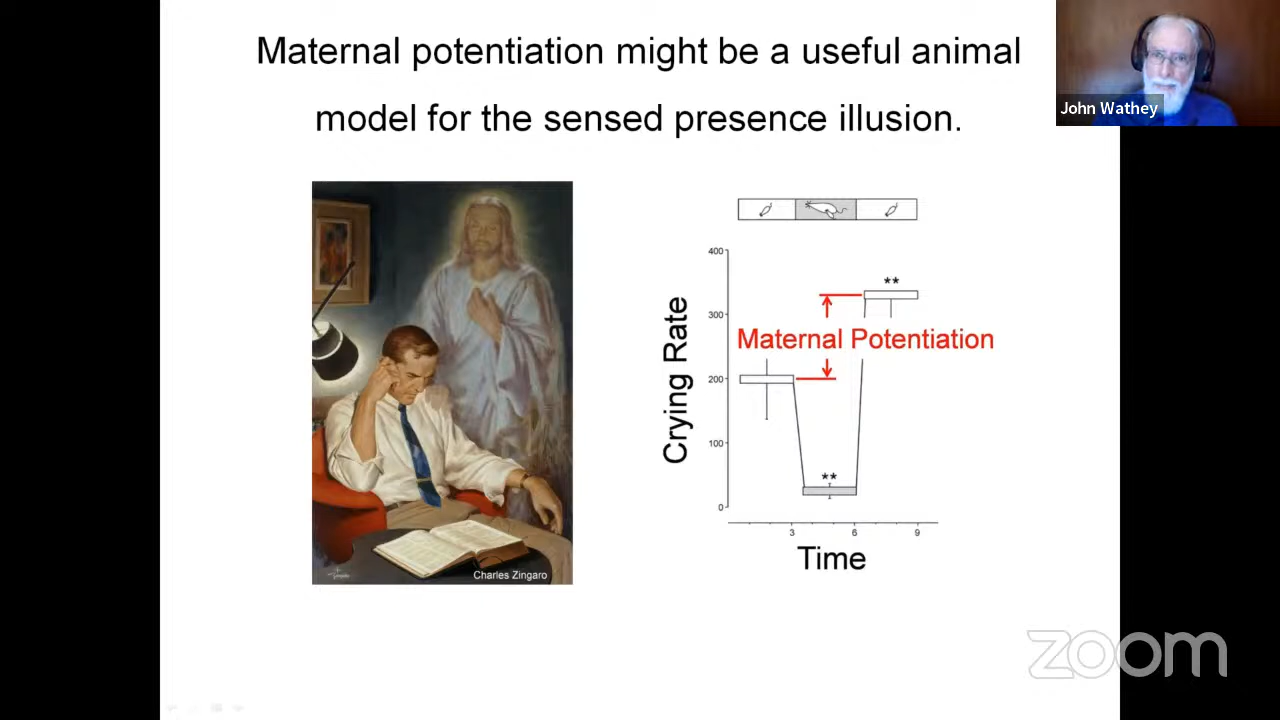 Maternal potentiation might be a useful animal
model for the sensed presence illusion.
John Wathey
Charles Zingaro
400
300
200
100
0
Crying Rate
**
**
Maternal Potentiation
3 6 9
Time
zoom